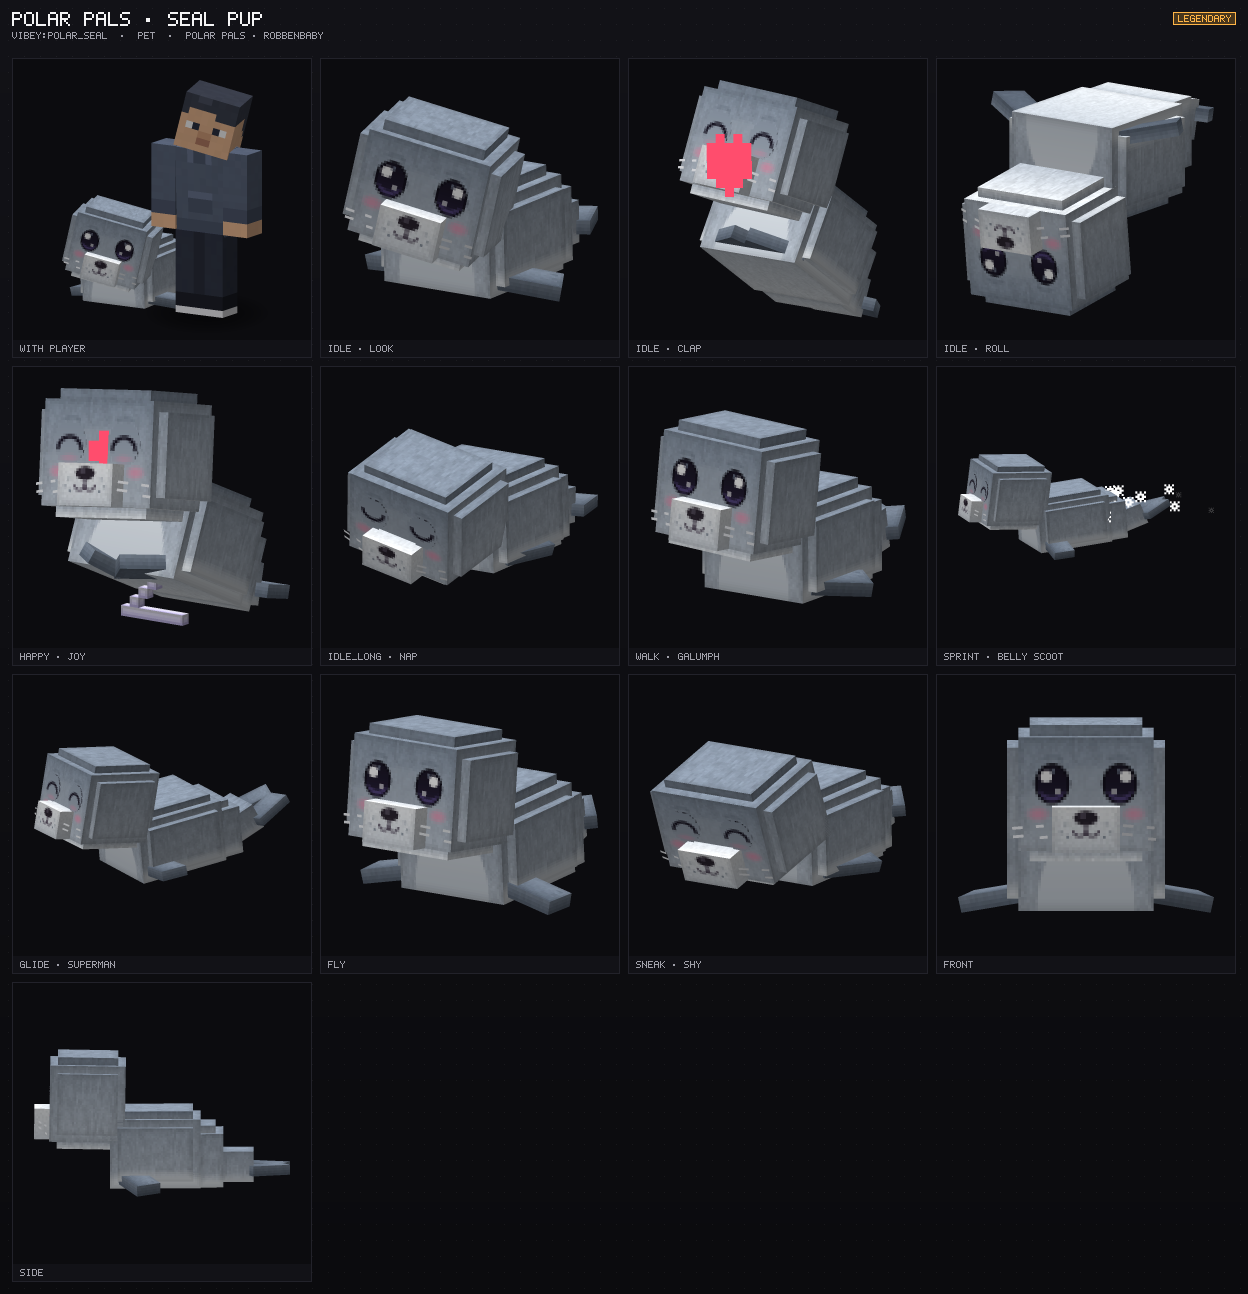 POLAR PALS · SEAL PUP
LEGENDARY
VIBEY:POLAR_SEAL · PET · POLAR PALS · ROBBENBABY
WITH PLAYER
IDLE · LOOK
IDLE · CLAP
IDLE · ROLL
HAPPY · JOY
IDLE_LONG · NAP
WALK · GALUMPH
SPRINT · BELLY SCOOT
GLIDE · SUPERMAN
FLY
SNEAK · SHY
FRONT
SIDE